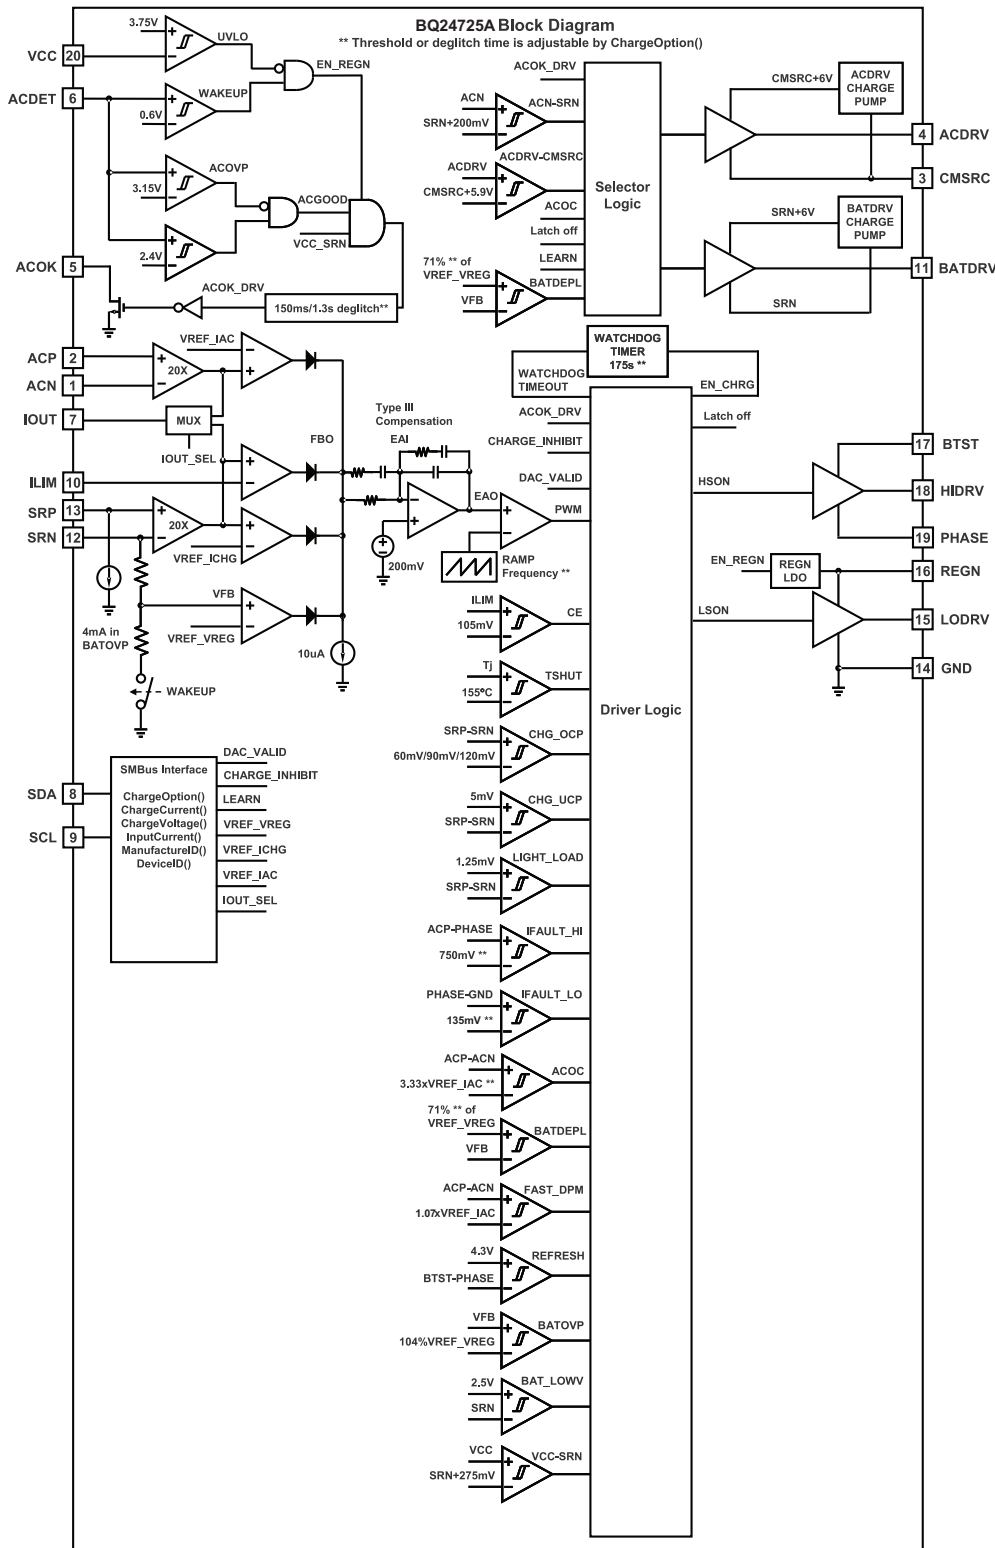 BQ24725A Block Diagram
** Threshold or deglitch time is adjustable by ChargeOption()
3.75V
UVLO
VCC 20
EN_REGN
ACDET 6
WAKEUP
0.6V
ACOVP
3.15V
ACGOOD
VCC_SRN
2.4V
ACOK 5
ACOK_DRV
150ms/1.3s deglitch**
ACOK_DRV
ACN
ACN-SRN
SRN+200mV
ACDRV
ACDRV-CMSRC
CMSRC+5.9V
ACOC
Latch off
LEARN
71% ** of
VREF_VREG
BATDEPL
VFB
Selector
Logic
CMSRC+6V
ACDRV
CHARGE
PUMP
4 ACDRV
3 CMSRC
SRN+6V
BATDRV
CHARGE
PUMP
11 BATDRV
SRN
ACP 2
ACN 1
IOUT 7
20X
VREF_IAC
MUX
IOUT_SEL
ILIM 10
SRP 13
SRN 12
20X
VREF_ICHG
FBO
VFB
VREF_VREG
4mA in
BATOVP
WAKEUP
10uA
Type III
Compensation
EAI
EAO
200mV
PWM
RAMP
Frequency **
WATCHDOG
TIMER
175s **
WATCHDOG
TIMEOUT
EN_CHRG
ACOK_DRV
Latch off
CHARGE_INHIBIT
DAC_VALID
HSON
17 BTST
18 HIDRV
19 PHASE
EN_REGN
REGN
LDO
16 REGN
LSON
15 LODRV
14 GND
Driver Logic
ILIM
CE
105mV
Tj
TSHUT
155ºC
SRP-SRN
CHG_OCP
60mV/90mV/120mV
5mV
CHG_UCP
SRP-SRN
1.25mV
LIGHT_LOAD
SRP-SRN
ACP-PHASE
IFAULT_HI
750mV **
PHASE-GND
IFAULT_LO
135mV **
ACP-ACN
ACOC
3.33xVREF_IAC **
71% ** of
VREF_VREG
BATDEPL
VFB
ACP-ACN
FAST_DPM
1.07xVREF_IAC
4.3V
REFRESH
BTST-PHASE
VFB
BATOVP
104%VREF_VREG
2.5V
BAT_LOWV
SRN
VCC
VCC-SRN
SRN+275mV
SDA 8
SCL 9
SMBus Interface
ChargeOption()
ChargeCurrent()
ChargeVoltage()
InputCurrent()
ManufactureID()
DeviceID()
DAC_VALID
CHARGE_INHIBIT
LEARN
VREF_VREG
VREF_ICHG
VREF_IAC
IOUT_SEL